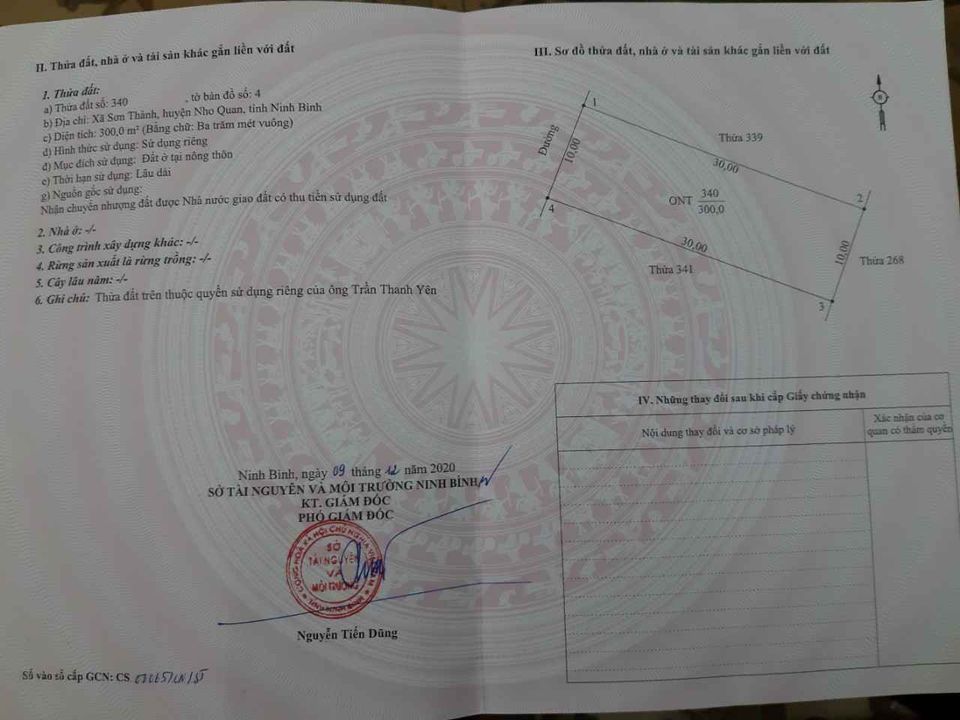 II. Thửa đất, nhà ở và tài sản khác gắn liền với đất
1. Thửa đất:
a) Thửa đất số: 340 , tờ bản đồ số: 4
b) Địa chỉ: Xã Sơn Thành, huyện Nho Quan, tỉnh Ninh Bình
c) Diện tích: 300,0 m² (Bằng chữ: Ba trăm mét vuông)
d) Hình thức sử dụng: Sử dụng riêng
đ) Mục đích sử dụng: Đất ở tại nông thôn
e) Thời hạn sử dụng: Lâu dài
g) Nguồn gốc sử dụng:
Nhận chuyển nhượng đất được Nhà nước giao đất có thu tiền sử dụng đất
2. Nhà ở: -/-
3. Công trình xây dựng khác: -/-
4. Rừng sản xuất là rừng trồng: -/-
5. Cây lâu năm: -/-
6. Ghi chú: Thửa đất trên thuộc quyền sử dụng riêng của ông Trần Thanh Yên
Ninh Bình, ngày 09 tháng 12 năm 2020
SỞ TÀI NGUYÊN VÀ MÔI TRƯỜNG NINH BÌNH
KT. GIÁM ĐỐC
PHÓ GIÁM ĐỐC
CỘNG HOÀ XÃ HỘI CHỦ NGHĨA VIỆT NAM
SỞ
TÀI NGUYÊN
VÀ
MÔI TRƯỜNG
TỈNH NINH BÌNH
Nguyễn Tiến Dũng
Số vào sổ cấp GCN: CS
III. Sơ đồ thửa đất, nhà ở và tài sản khác gắn liền với đất
1
Đường
10,00
Thửa 339
30,00
4
ONT 340
300,0
2
30,00
10,00
Thửa 341
Thửa 268
3
IV. Những thay đổi sau khi cấp Giấy chứng nhận
Nội dung thay đổi và cơ sở pháp lý
Xác nhận của cơ
quan có thẩm quyền